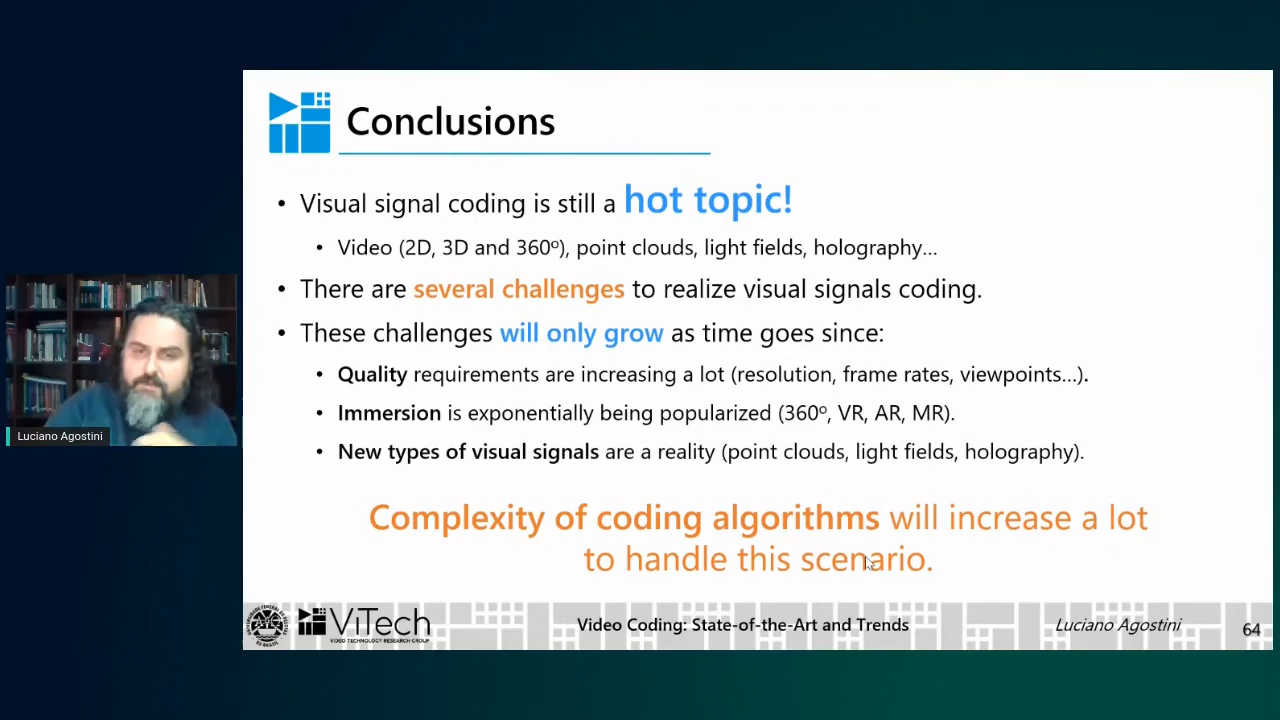 Conclusions
• Visual signal coding is still a hot topic!
• Video (2D, 3D and 360º), point clouds, light fields, holography...
• There are several challenges to realize visual signals coding.
• These challenges will only grow as time goes since:
• Quality requirements are increasing a lot (resolution, frame rates, viewpoints...).
• Immersion is exponentially being popularized (360º, VR, AR, MR).
• New types of visual signals are a reality (point clouds, light fields, holography).
Complexity of coding algorithms will increase a lot
to handle this scenario.
Luciano Agostini
ViTech
VIDEO TECHNOLOGY RESEARCH GROUP
Video Coding: State-of-the-Art and Trends
Luciano Agostini
64